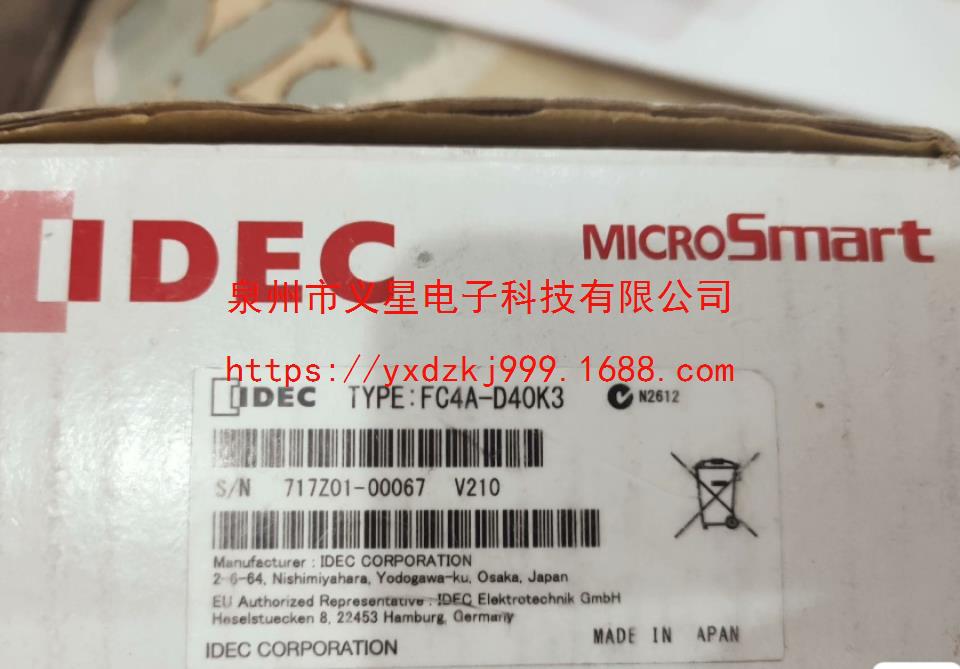 IDEC
MICROSmart
泉州市义星电子科技有限公司
https://yxdzkj999.1688.com
IDEC TYPE:FC4A-D40K3 N2612
S/N 717Z01-00067 V210
Manufacturer : IDEC CORPORATION
2-6-64, Nishimiyahara, Yodogawa-ku, Osaka, Japan
EU Authorized Representative : IDEC Elektrotechnik GmbH
Heselstuecken 8, 22453 Hamburg, Germany
IDEC CORPORATION
MADE IN APAN